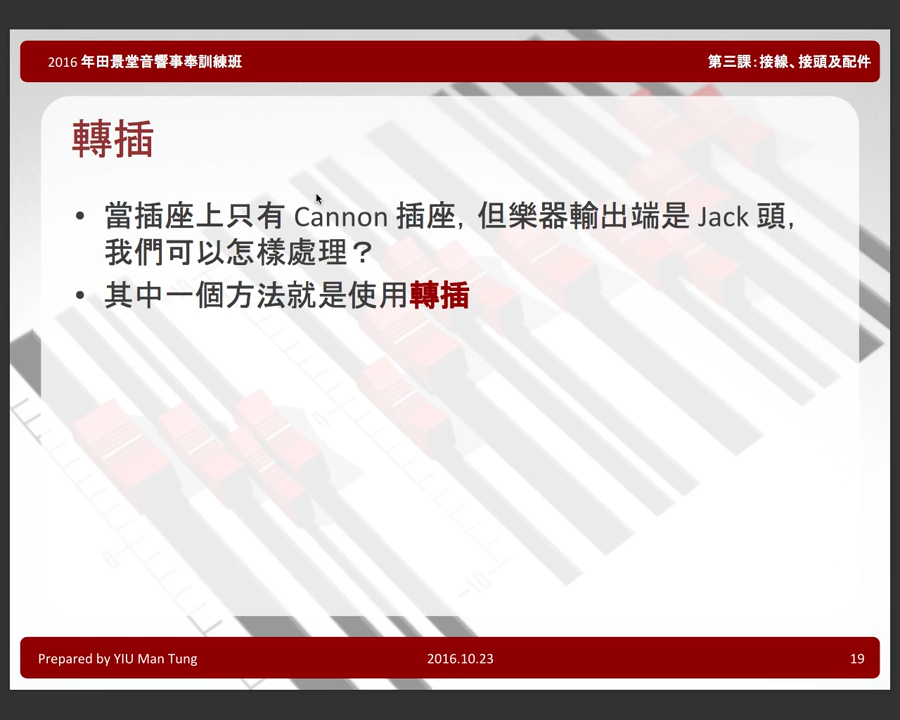 2016 年田景堂音響事奉訓練班
第三課：接線、接頭及配件
轉插
• 當插座上只有 Cannon 插座，但樂器輸出端是 Jack 頭，
我們可以怎樣處理？
• 其中一個方法就是使用轉插
Prepared by YIU Man Tung
2016.10.23
19